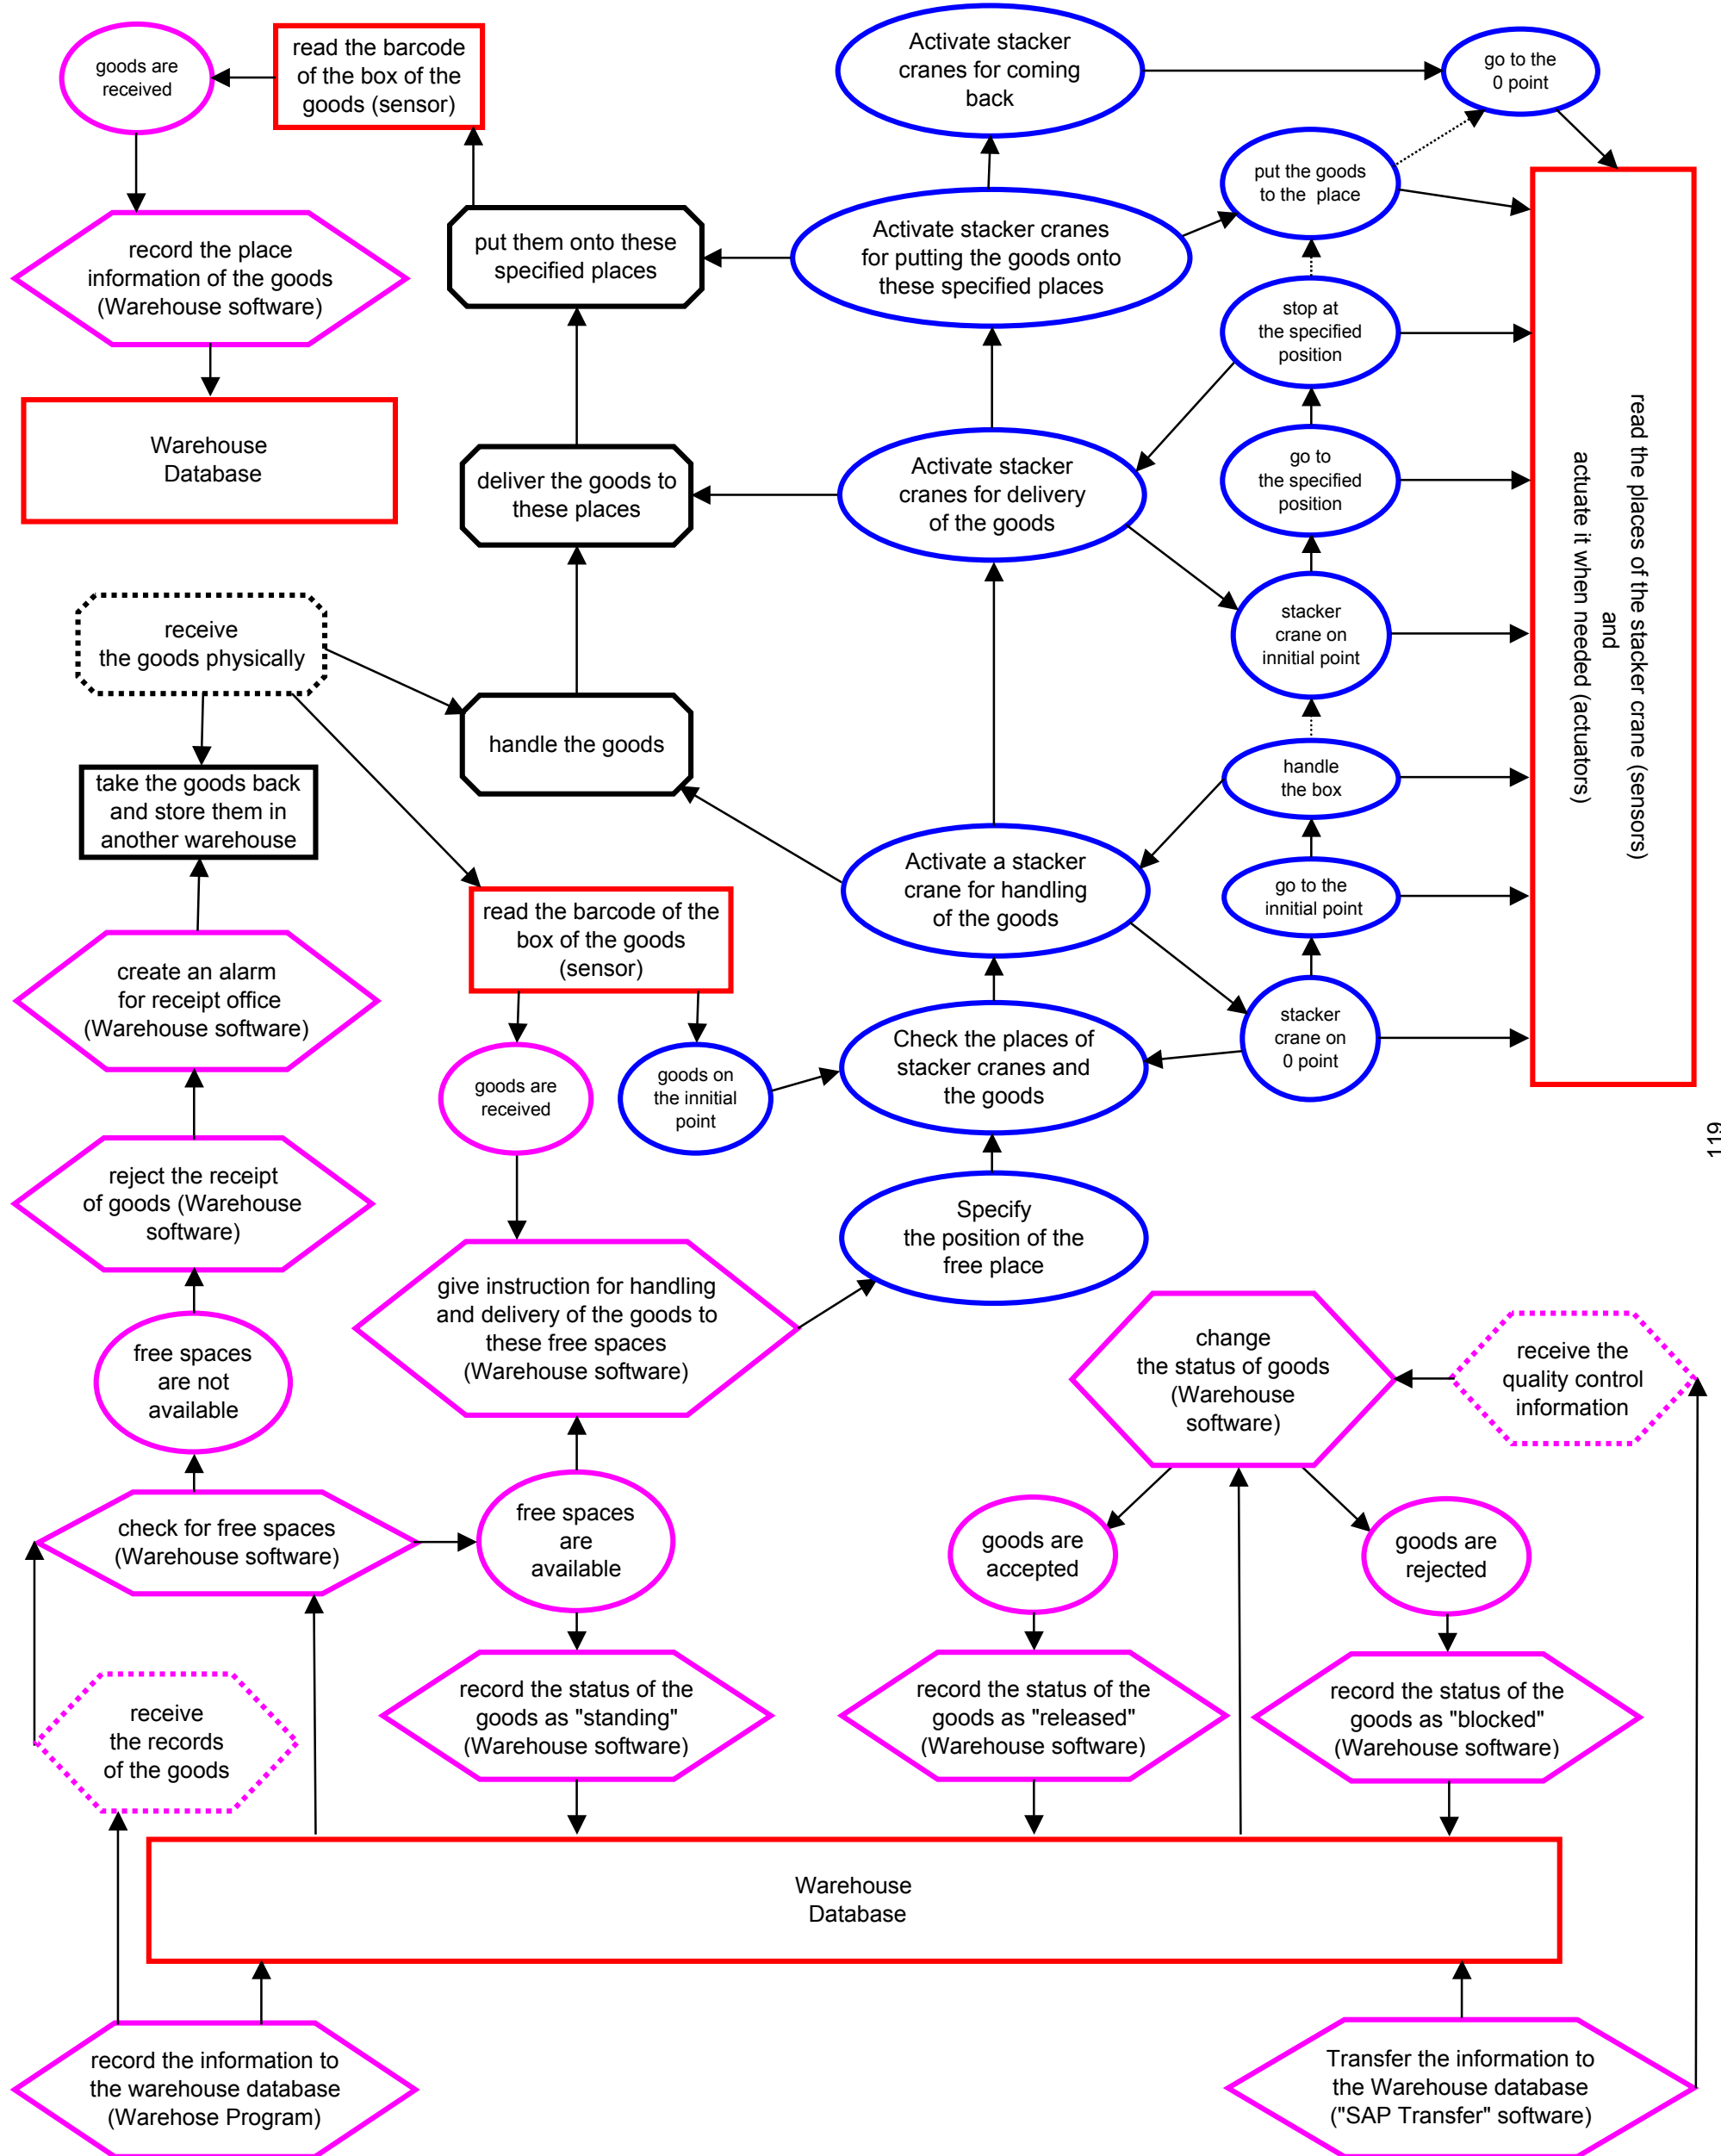 goods are
received
read the barcode
of the box of the
goods (sensor)
Activate stacker
cranes for coming
back
go to the
0 point
put the goods
to the place
record the place
information of the goods
(Warehouse software)
put them onto these
specified places
Activate stacker cranes
for putting the goods onto
these specified places
stop at
the specified
position
Warehouse
Database
deliver the goods to
these places
Activate stacker
cranes for delivery
of the goods
go to
the specified
position
read the places of the stacker crane (sensors)
and
actuate it when needed (actuators)
receive
the goods physically
stacker
crane on
innitial point
handle the goods
handle
the box
take the goods back
and store them in
another warehouse
Activate a stacker
crane for handling
of the goods
go to the
innitial point
read the barcode of the
box of the goods
(sensor)
create an alarm
for receipt office
(Warehouse software)
Check the places of
stacker cranes and
the goods
stacker
crane on
0 point
goods are
received
goods on
the innitial
point
119
reject the receipt
of goods (Warehouse
software)
Specify
the position of the
free place
give instruction for handling
and delivery of the goods to
these free spaces
(Warehouse software)
free spaces
are not
available
change
the status of goods
(Warehouse
software)
receive the
quality control
information
check for free spaces
(Warehouse software)
free spaces
are
available
goods are
accepted
goods are
rejected
receive
the records
of the goods
record the status of the
goods as "standing"
(Warehouse software)
record the status of the
goods as "released"
(Warehouse software)
record the status of the
goods as "blocked"
(Warehouse software)
Warehouse
Database
record the information to
the warehouse database
(Warehose Program)
Transfer the information to
the Warehouse database
("SAP Transfer" software)